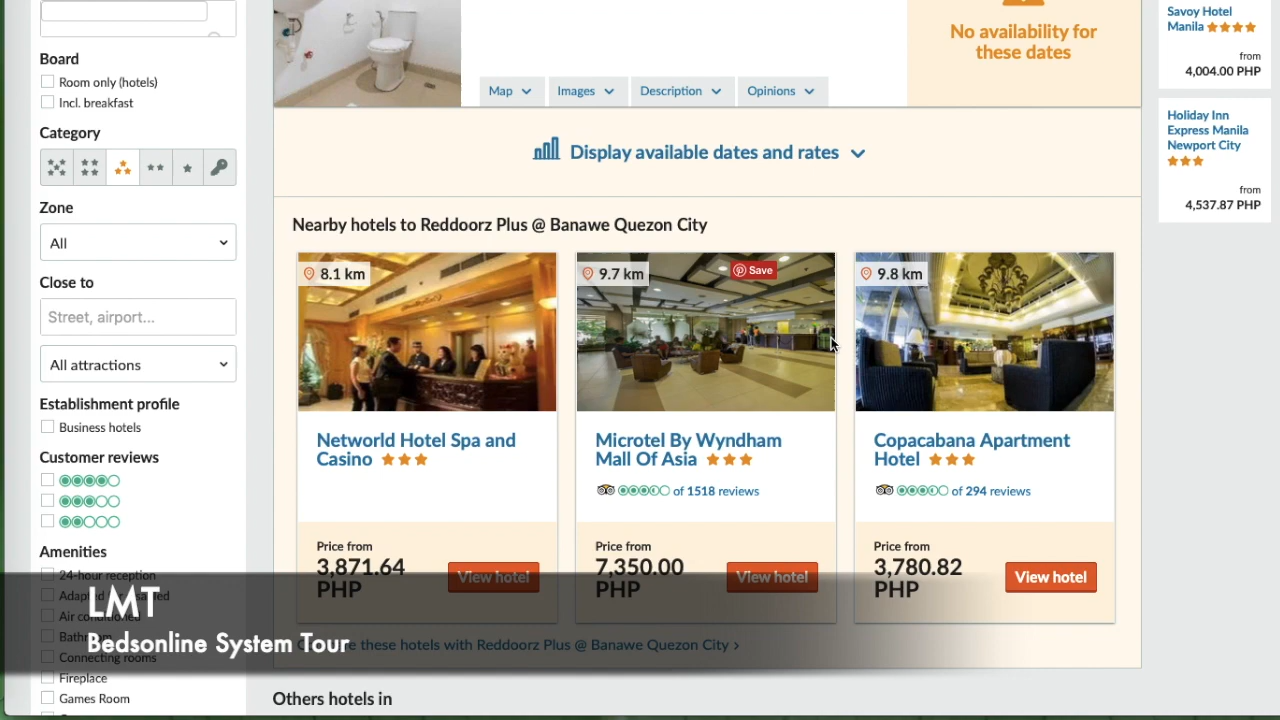 Board
Room only (hotels)
Incl. breakfast
Category
Zone
All
Close to
Street, airport...
All attractions
Establishment profile
Business hotels
Customer reviews
Amenities
24-hour reception
Air conditioned
Connecting rooms
Fireplace
Games Room
No availability for
these dates
Map
Images
Description
Opinions
Display available dates and rates
Nearby hotels to Reddoorz Plus @ Banawe Quezon City
8.1 km
Networld Hotel Spa and
Casino
Price from
3,871.64
PHP
View hotel
9.7 km
Save
Microtel By Wyndham
Mall Of Asia
of 1518 reviews
Price from
7,350.00
PHP
View hotel
9.8 km
Copacabana Apartment
Hotel
of 294 reviews
Price from
3,780.82
PHP
View hotel
these hotels with Reddoorz Plus @ Banawe Quezon City >
Others hotels in
Savoy Hotel
Manila
from
4,004.00 PHP
Holiday Inn
Express Manila
Newport City
from
4,537.87 PHP
LMT
Bedsonline System Tour